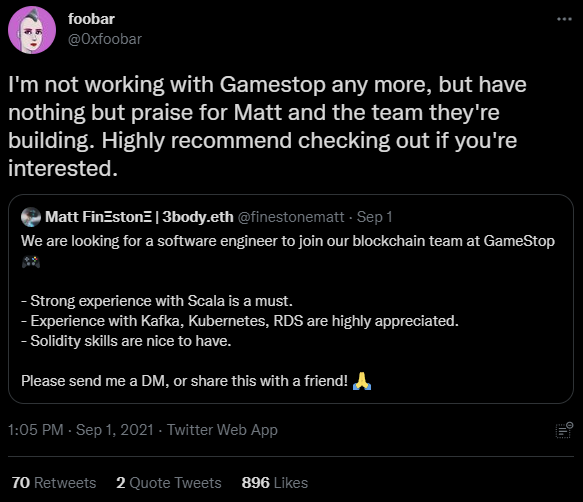 foobar
@0xfoobar
I'm not working with Gamestop any more, but have
nothing but praise for Matt and the team they're
building. Highly recommend checking out if you're
interested.
Matt FinΞstonΞ | 3body.eth @finestonematt · Sep 1
We are looking for a software engineer to join our blockchain team at GameStop
🎮
- Strong experience with Scala is a must.
- Experience with Kafka, Kubernetes, RDS are highly appreciated.
- Solidity skills are nice to have.
Please send me a DM, or share this with a friend! 🙏
1:05 PM · Sep 1, 2021 · Twitter Web App
70 Retweets 2 Quote Tweets 896 Likes